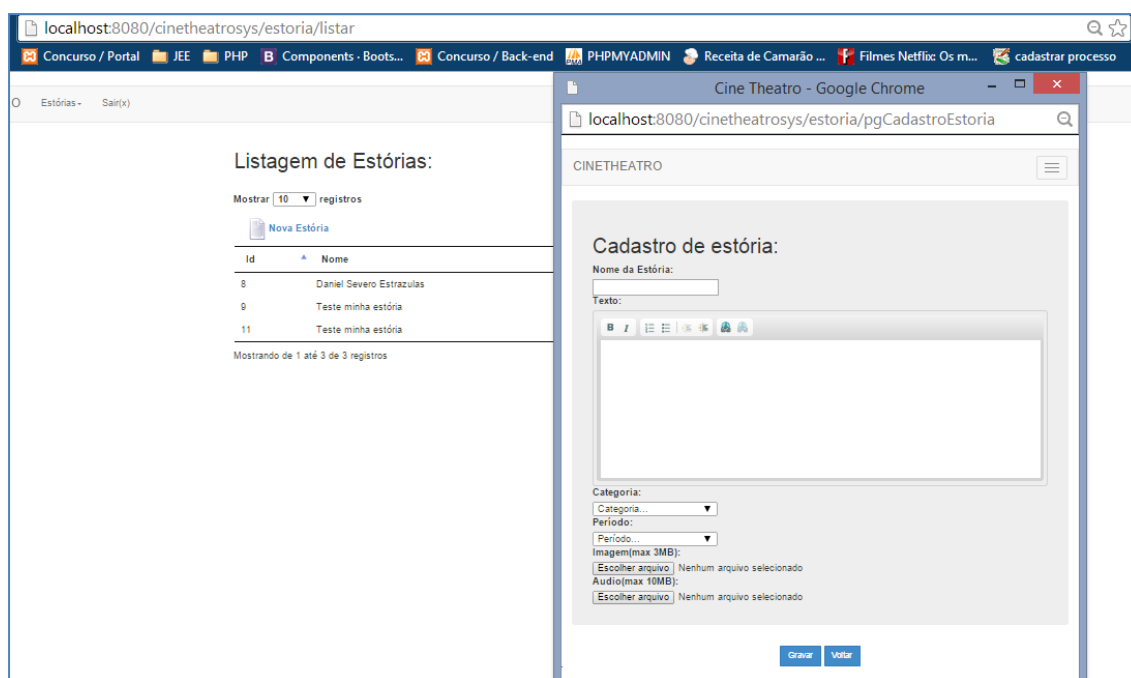 localhost:8080/cinetheatrosys/estoria/listar
Concurso / Portal JEE PHP B Components · Boots... Concurso / Back-end PHPMYADMIN Receita de Camarão ... Filmes Netflix: Os m... cadastrar processo
O Estórias Sair(x)
Listagem de Estórias:
Mostrar 10 registros
Nova Estória
Id Nome
8 Daniel Severo Estrazulas
9 Teste minha estória
11 Teste minha estória
Mostrando de 1 até 3 de 3 registros
Cine Theatro - Google Chrome
localhost:8080/cinetheatrosys/estoria/pgCadastroEstoria
CINETHEATRO
Cadastro de estória:
Nome da Estória:
Texto:
B I
Categoria:
Categoria...
Período:
Período...
Imagem(max 3MB):
Escolher arquivo Nenhum arquivo selecionado
Audio(max 10MB):
Escolher arquivo Nenhum arquivo selecionado
Gravar Voltar